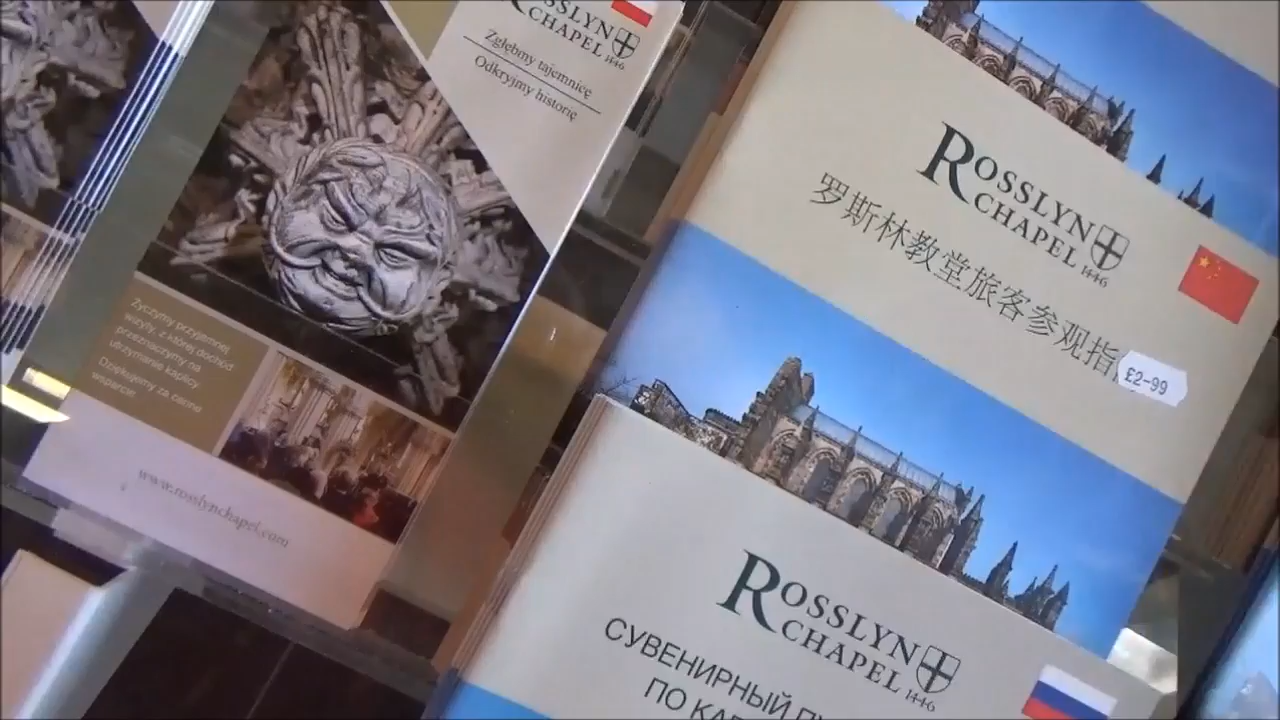 ROSSLYN
CHAPEL 1446
Zgłębmy tajemnicę
Odkryjmy historię
Życzymy przyjemnej
wizyty, z której dochód
przeznaczymy na
utrzymanie kaplicy.
Dziękujemy za cenne
wsparcie.
www.rosslynchapel.com
ROSSLYN
CHAPEL 1446
罗斯林教堂旅客参观指
£2-99
ROSSLYN
CHAPEL 1446
СУВЕНИРНЫЙ
ПО